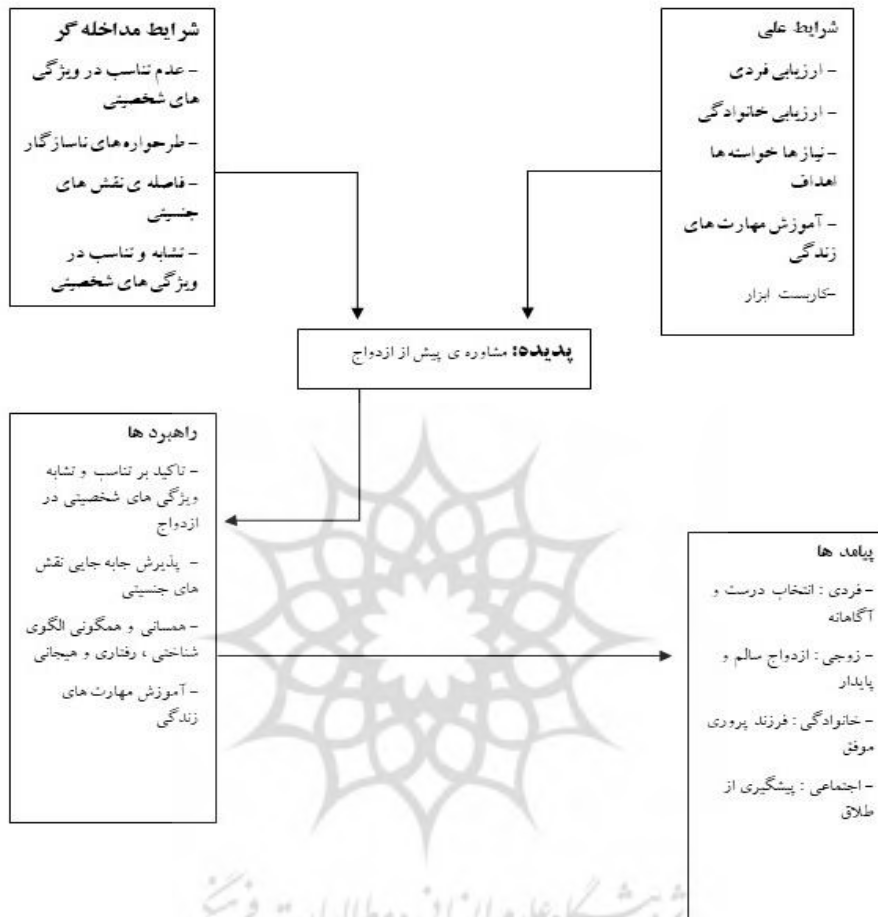 شرایط علی
- ارزیابی فردی
- ارزیابی خانوادگی
- نیازها خواسته ها
اهداف
- آموزش مهارت های
زندگی
-کاربست ابزار
شرایط مداخله گر
- عدم تناسب در ویژگی
های شخصیتی
- طرحواره های ناسازگار
- فاصله ی نقش های
جنسیتی
- تشابه و تناسب در
ویژگی های شخصیتی
پدیده: مشاوره ی پیش از ازدواج
راهبرد ها
- تاکید بر تناسب و تشابه
ویژگی های شخصیتی در
ازدواج
- پذیرش جابه جایی نقش
های جنسیتی
- همسانی و همگونی الگوی
شناختی ، رفتاری و هیجانی
- آموزش مهارت های
زندگی
پیامد ها
- فردی : انتخاب درست و
آگاهانه
- زوجی : ازدواج سالم و
پایدار
- خانوادگی : فرزند پروری
موفق
- اجتماعی : پیشگیری از
طلاق